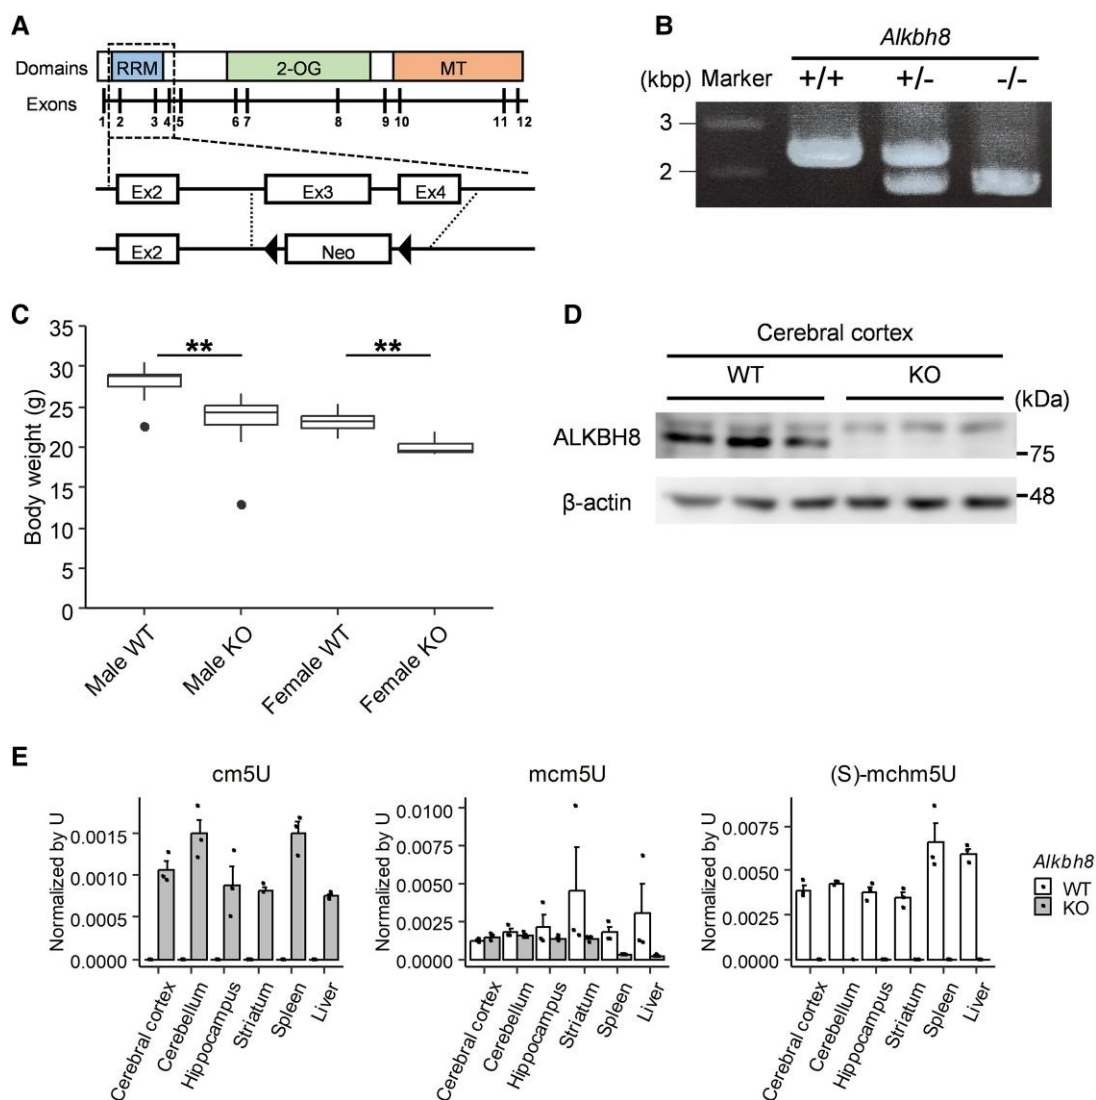 A
Domains RRM 2-OG MT
Exons
1 2 3 4 5 6 7 8 9 10 11 12
Ex2 Ex3 Ex4
Ex2 Neo
B
Alkbh8
(kbp) Marker +/+ +/- -/-
3
2
C
Body weight (g)
35
30
25
20
15
10
5
0
** **
Male WT
Male KO
Female WT
Female KO
D
Cerebral cortex
WT KO
(kDa)
ALKBH8
75
β-actin
48
E
cm5U
Normalized by U
0.0015
0.0010
0.0005
0.0000
Cerebral cortex
Cerebellum
Hippocampus
Striatum
Spleen
Liver
mcm5U
Normalized by U
0.0100
0.0075
0.0050
0.0025
0.0000
Cerebral cortex
Cerebellum
Hippocampus
Striatum
Spleen
Liver
(S)-mchm5U
Normalized by U
0.0075
0.0050
0.0025
0.0000
Cerebral cortex
Cerebellum
Hippocampus
Striatum
Spleen
Liver
Alkbh8
WT
KO